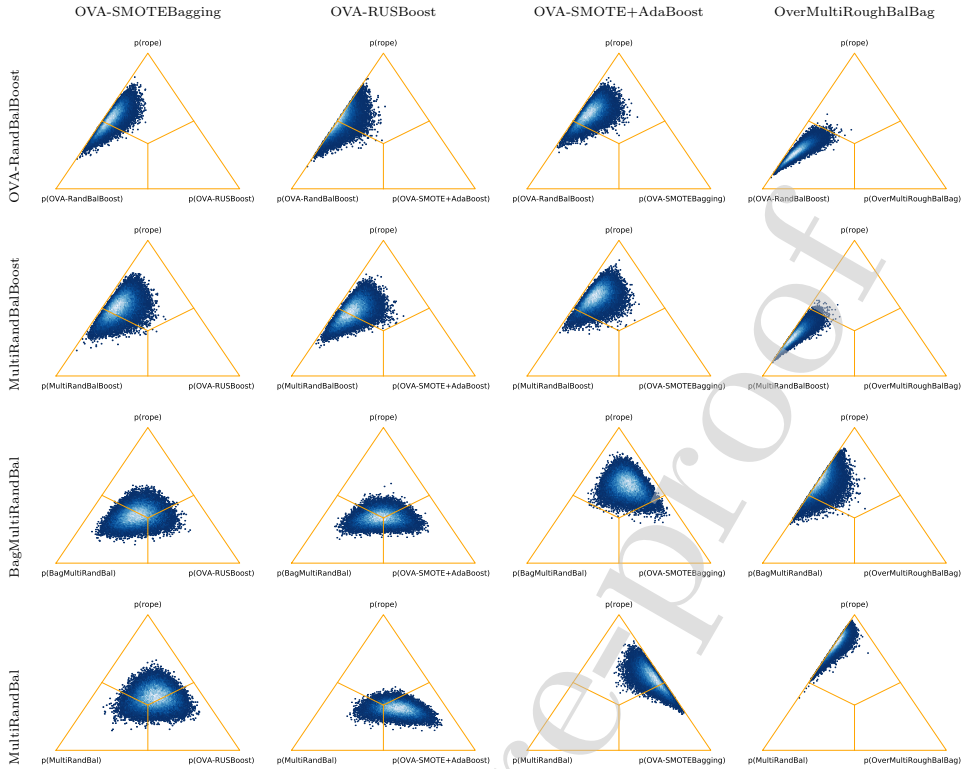 OVA-SMOTEBagging OVA-RUSBoost OVA-SMOTE+AdaBoost OverMultiRoughBalBag
OVA-RandBalBoost
p(rope) p(rope) p(rope) p(rope)
p(OVA-RandBalBoost) p(OVA-RUSBoost) p(OVA-RandBalBoost) p(OVA-SMOTE+AdaBoost) p(OVA-RandBalBoost) p(OVA-SMOTEBagging) p(OVA-RandBalBoost) p(OverMultiRoughBalBag)
MultiRandBalBoost
p(rope) p(rope) p(rope) p(rope)
p(MultiRandBalBoost) p(OVA-RUSBoost) p(MultiRandBalBoost) p(OVA-SMOTE+AdaBoost) p(MultiRandBalBoost) p(OVA-SMOTEBagging) p(MultiRandBalBoost) p(OverMultiRoughBalBag)
BagMultiRandBal
p(rope) p(rope) p(rope) p(rope)
p(BagMultiRandBal) p(OVA-RUSBoost) p(BagMultiRandBal) p(OVA-SMOTE+AdaBoost) p(BagMultiRandBal) p(OVA-SMOTEBagging) p(BagMultiRandBal) p(OverMultiRoughBalBag)
MultiRandBal
p(rope) p(rope) p(rope) p(rope)
p(MultiRandBal) p(OVA-RUSBoost) p(MultiRandBal) p(OVA-SMOTE+AdaBoost) p(MultiRandBal) p(OVA-SMOTEBagging) p(MultiRandBal) p(OverMultiRoughBalBag)
e-proof